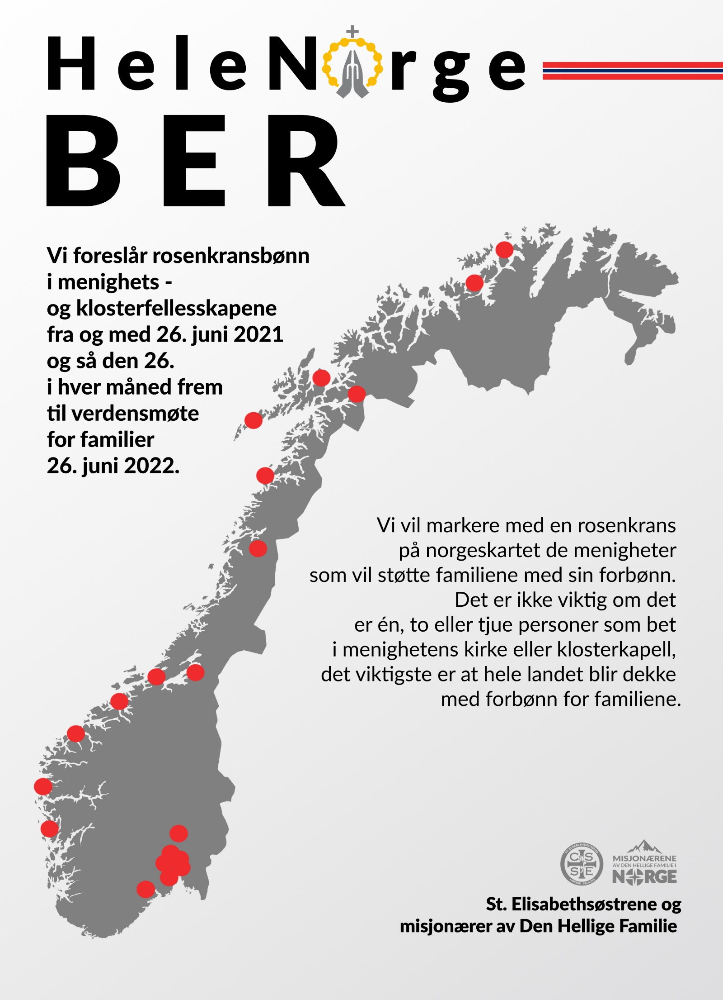 HeleNorge
BER
Vi foreslår rosenkransbønn
i menighets -
og klosterfellesskapene
fra og med 26. juni 2021
og så den 26.
i hver måned frem
til verdensmøte
for familier
26. juni 2022.
Vi vil markere med en rosenkrans
på norgeskartet de menigheter
som vil støtte familiene med sin forbønn.
Det er ikke viktig om det
er én, to eller tjue personer som bet
i menighetens kirke eller klosterkapell,
det viktigste er at hele landet blir dekke
med forbønn for familiene.
ST. ELISABETHSØSTRENES
CS
SE
NORSKE PROVINS
MISJONÆRENE
AV DEN HELLIGE FAMILIE I
NORGE
St. Elisabethsøstrene og
misjonærer av Den Hellige Familie